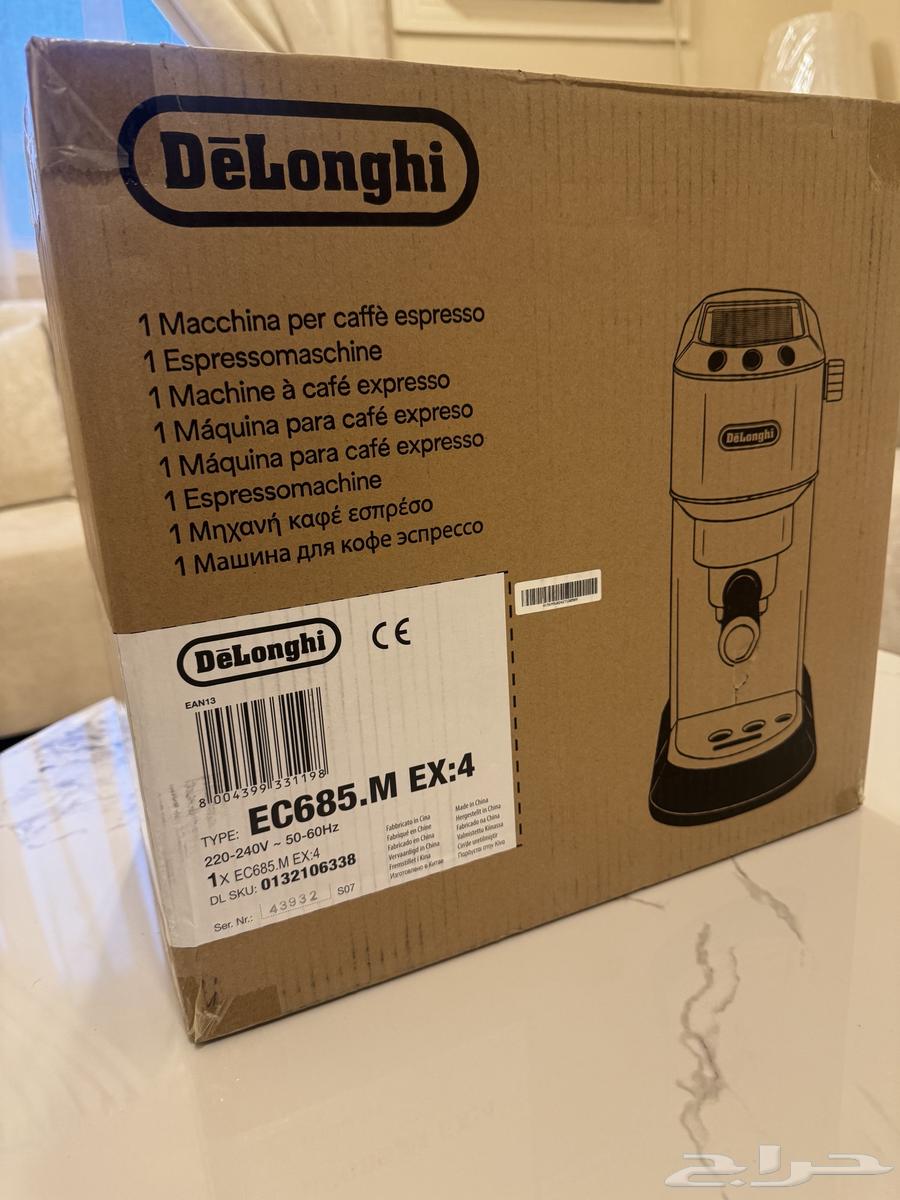 DēLonghi
1 Macchina per caffè espresso
1 Espressomaschine
1 Machine à café expresso
1 Máquina para café expreso
1 Máquina para café expresso
1 Espressomachine
1 Μηχανή καφέ εσπρέσο
1 Машина для кофе эспрессо
DēLonghi
DēLonghi
CE
EAN13
8 004399 331198
TYPE: EC685.M EX:4
220-240V ~ 50-60Hz
1x EC685.M EX:4
DL SKU: 0132106338
Ser. Nr.: 43932 S07
Fabbricato in Cina
Fabriqué en Chine
Fabricado en China
Vervaardigd in China
Fremstillet i Kina
Изготовлено в Китае
Made in China
Hergestellt in China
Fabricado na China
Valmistettu Kiinassa
Παράγεται στην Κίνα
حراج